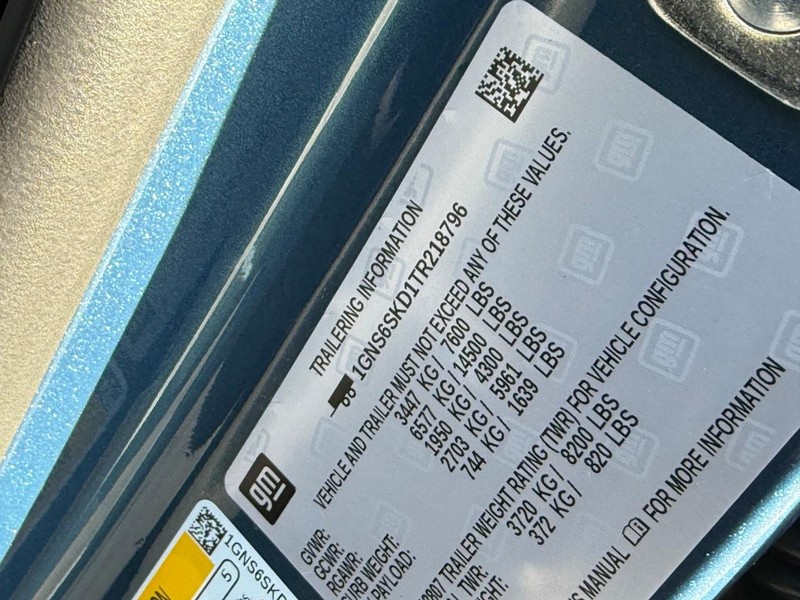 TRAILERING INFORMATION
1GNS6SKD1TR218796
VEHICLE AND TRAILER MUST NOT EXCEED ANY OF THESE VALUES.
GVWR: 3447 KG / 7600 LBS
GCWR: 6577 KG / 14500 LBS
RGAWR: 1950 KG / 4300 LBS
URB WEIGHT: 2703 KG / 5961 LBS
PAYLOAD: 744 KG / 1639 LBS
TRAILER WEIGHT RATING (TWR) FOR VEHICLE CONFIGURATION.
TWR: 3720 KG / 8200 LBS
372 KG / 820 LBS
MANUAL FOR MORE INFORMATION
gm
1GNS6SKD
5